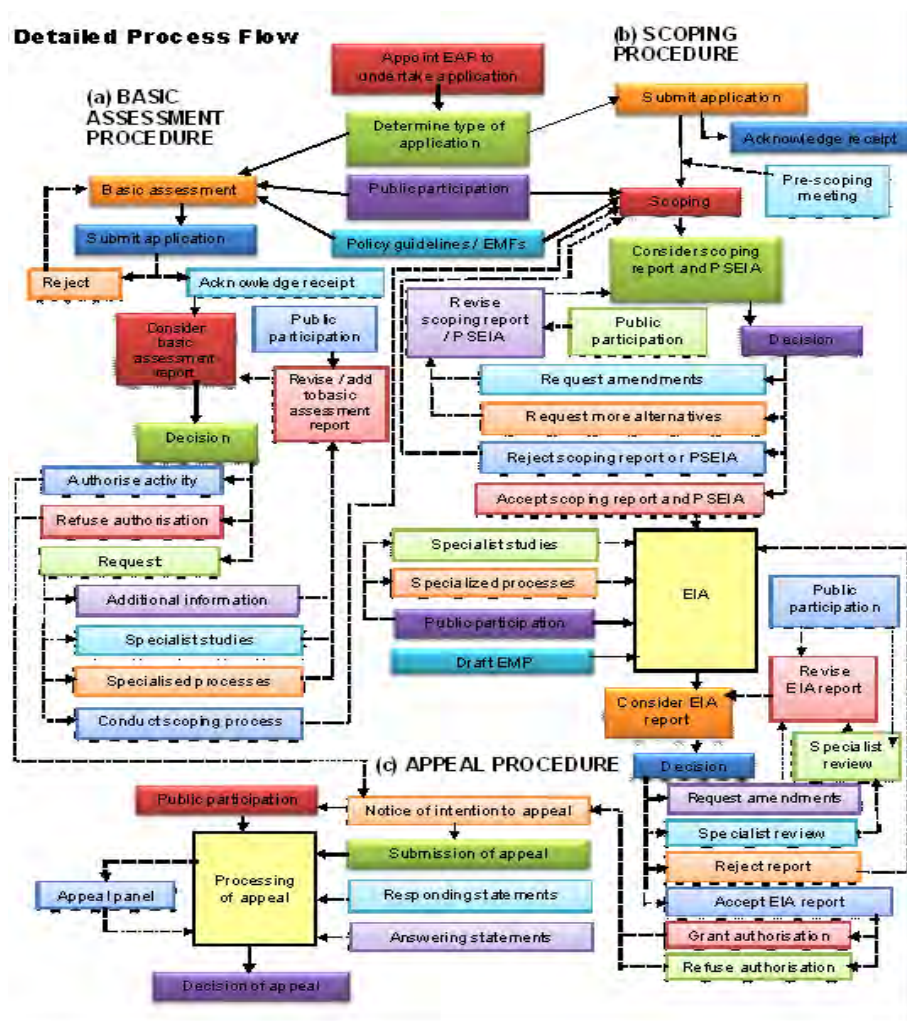 Detailed Process Flow
(b) SCOPING
PROCEDURE
Appoint EAP to
undertake application
(a) BASIC
ASSESSMENT
PROCEDURE
Submit application
Determine type of
application
Acknowledge receipt
Basic assessment
Public participation
Pre-scoping
meeting
Scoping
Submit application
Policy guidelines / EMFs
Consider scoping
report and PSEIA
Reject
Acknowledge receipt
Revise
scoping report
/ PSEIA
Public
participation
Public
participation
Decision
Consider
basic
assessment
report
Revise / add
to basic
assessment
report
Request amendments
Request more alternatives
Decision
Reject scoping report or PSEIA
Authorise activity
Accept scoping report and PSEIA
Refuse authorisation
Specialist studies
Request
Specialized processes
EIA
Public
participation
Additional information
Public participation
Specialist studies
Draft EMP
Revise
EIA report
Specialised processes
Consider EIA
report
Conduct scoping process
Specialist
review
(c) APPEAL PROCEDURE
Decision
Public participation
Notice of intention to appeal
Request amendments
Specialist review
Submission of appeal
Reject report
Processing
of appeal
Appeal panel
Responding statements
Accept EIA report
Answering statements
Grant authorisation
Refuse authorisation
Decision of appeal